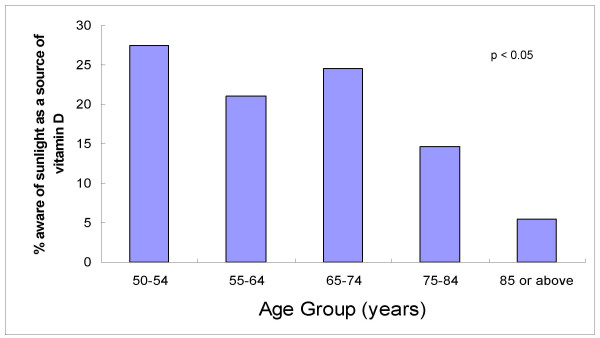 % aware of sunlight as a source of
vitamin D
30
25
20
15
10
5
0
p < 0.05
50-54 55-64 65-74 75-84 85 or above
Age Group (years)